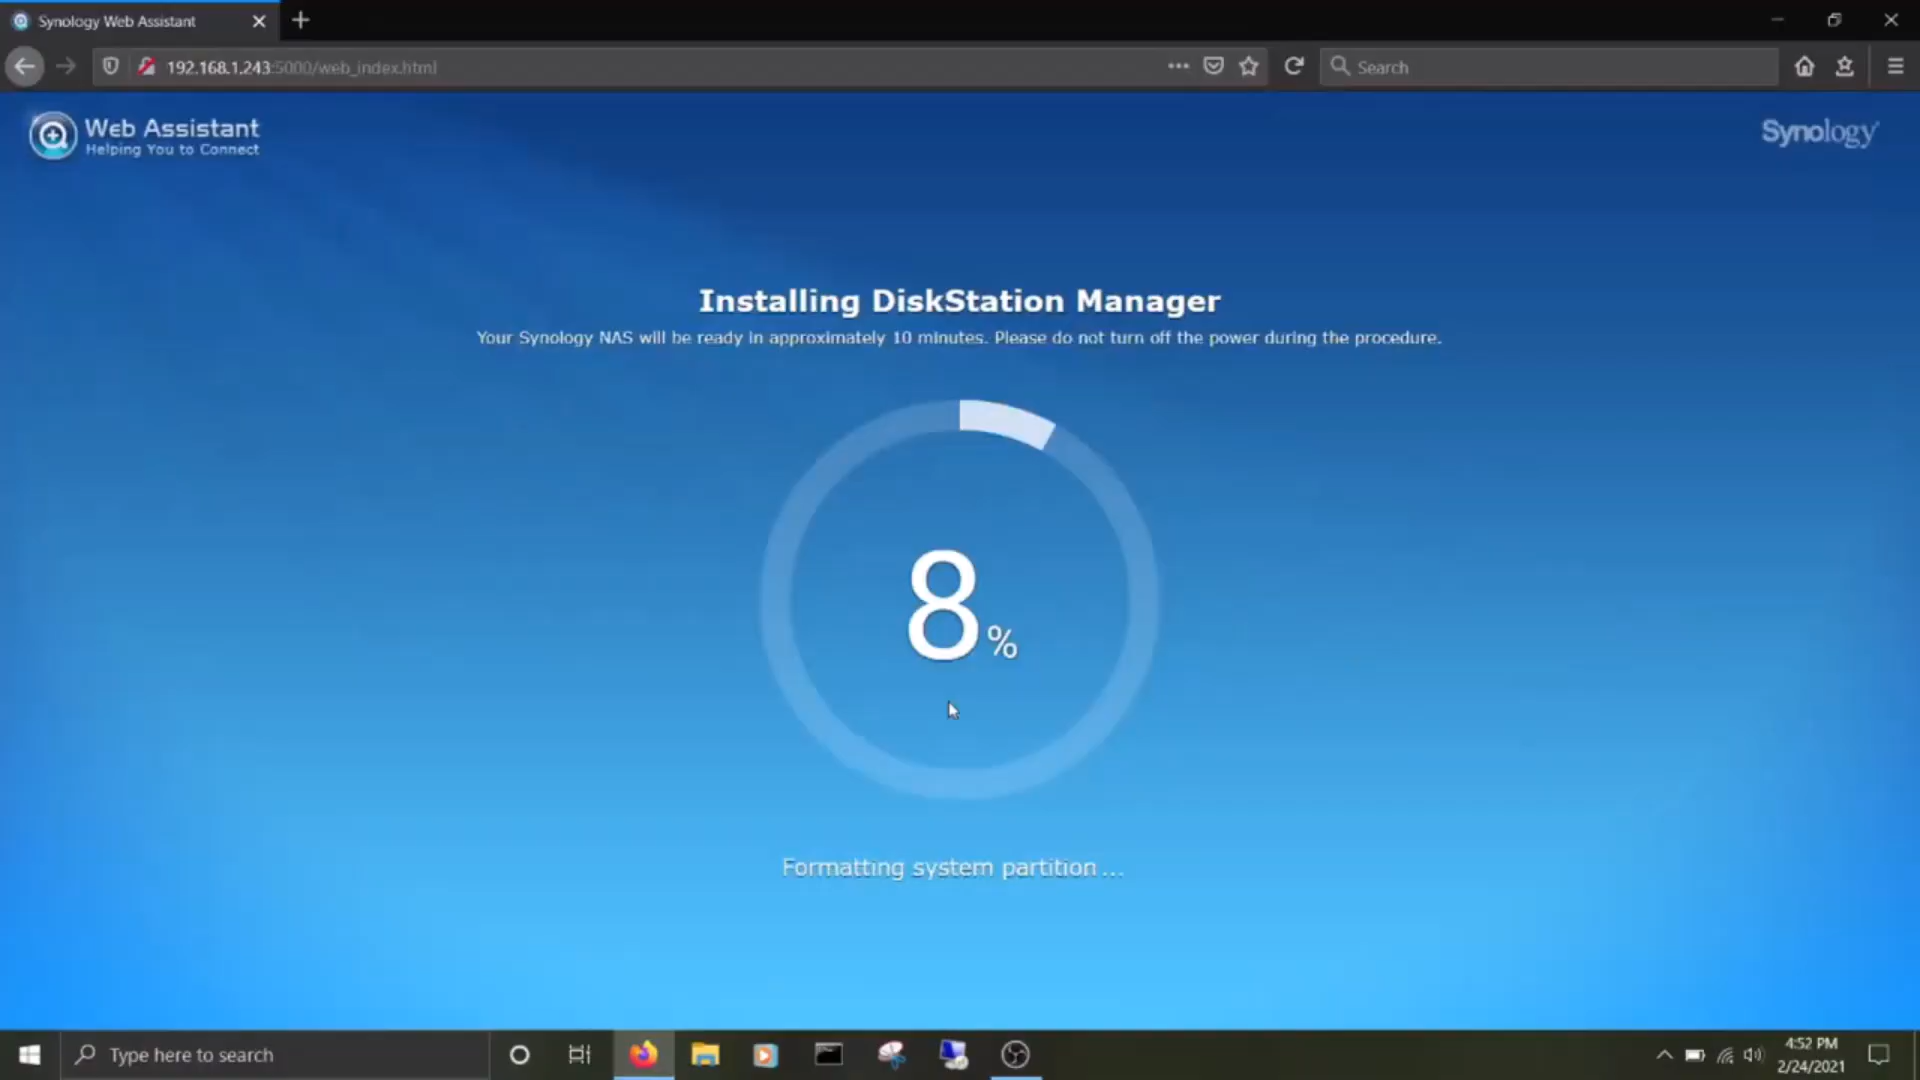 Synology Web Assistant
192.168.1.243:5000/web_index.html
Search
Web Assistant
Helping You to Connect
Synology
Installing DiskStation Manager
Your Synology NAS will be ready in approximately 10 minutes. Please do not turn off the power during the procedure.
8%
Formatting system partition ...
Type here to search
4:52 PM
2/24/2021